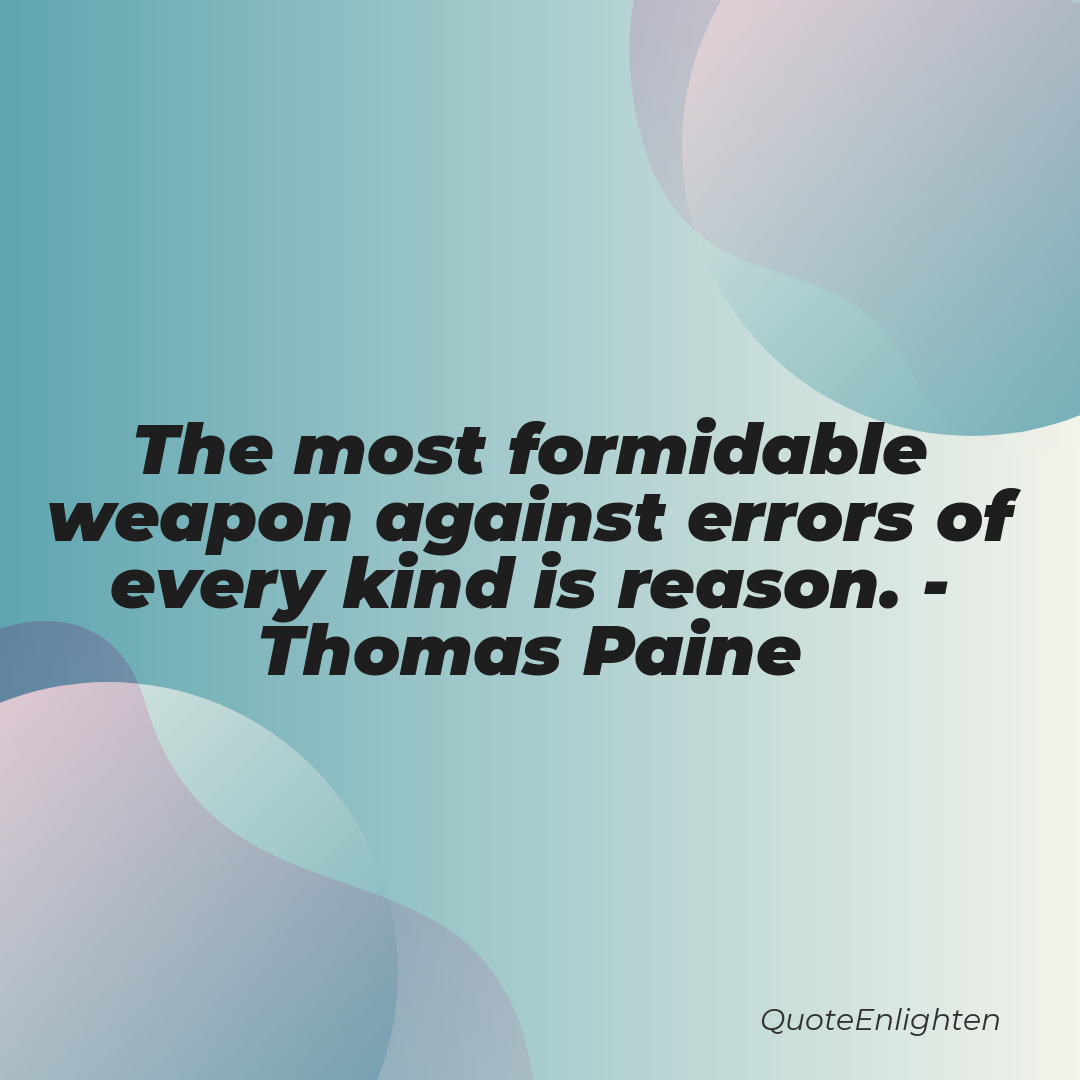 The most formidable
weapon against errors of
every kind is reason. -
Thomas Paine
QuoteEnlighten